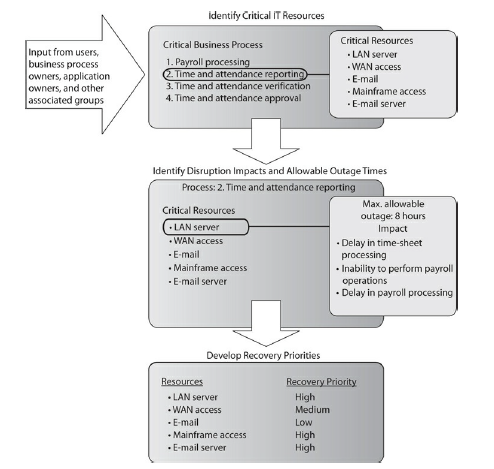 Identify Critical IT Resources
Input from users,
business process
owners, application
owners, and other
associated groups
Critical Business Process
1. Payroll processing
2. Time and attendance reporting
3. Time and attendance verification
4. Time and attendance approval
Critical Resources
• LAN server
• WAN access
• E-mail
• Mainframe access
• E-mail server
Identify Disruption Impacts and Allowable Outage Times
Process: 2. Time and attendance reporting
Critical Resources
• LAN server
• WAN access
• E-mail
• Mainframe access
• E-mail server
Max. allowable
outage: 8 hours
Impact
• Delay in time-sheet
processing
• Inability to perform payroll
operations
• Delay in payroll processing
Develop Recovery Priorities
Resources Recovery Priority
• LAN server High
• WAN access Medium
• E-mail Low
• Mainframe access High
• E-mail server High